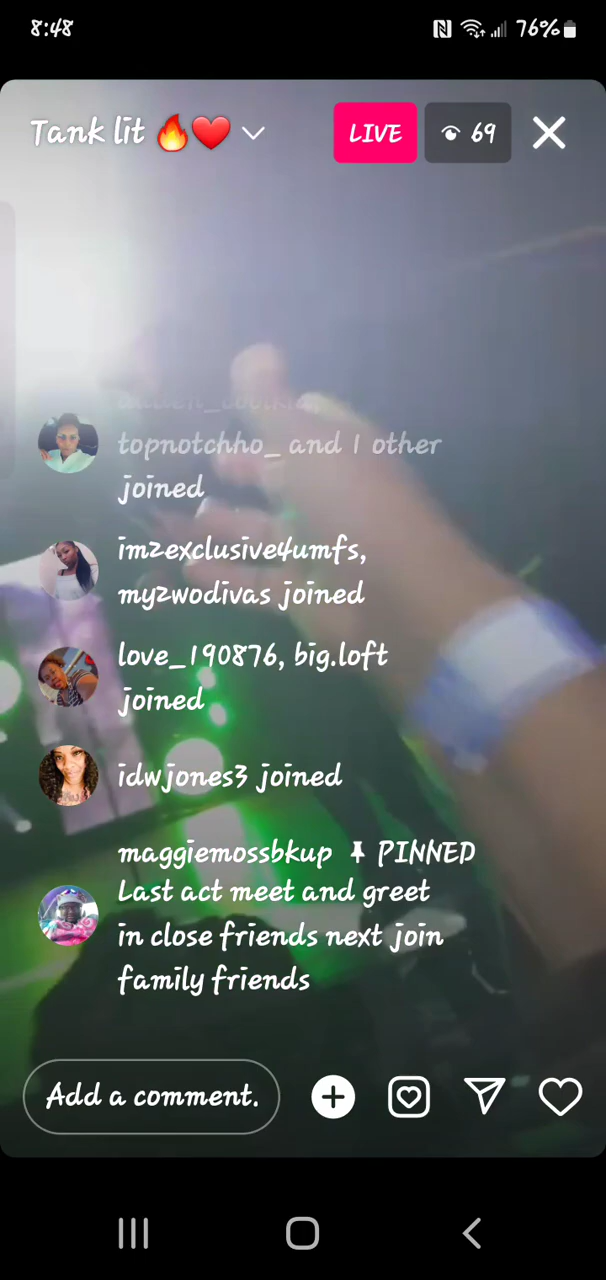 8:48 76%
Tank lit 🔥❤️ LIVE 69
topnotchho_ and 1 other
joined
imzexclusive4umfs,
myzwodivas joined
love_190876, big.loft
joined
idwjones3 joined
maggiemossbkup PINNED
Last act meet and greet
in close friends next join
family friends
Add a comment.